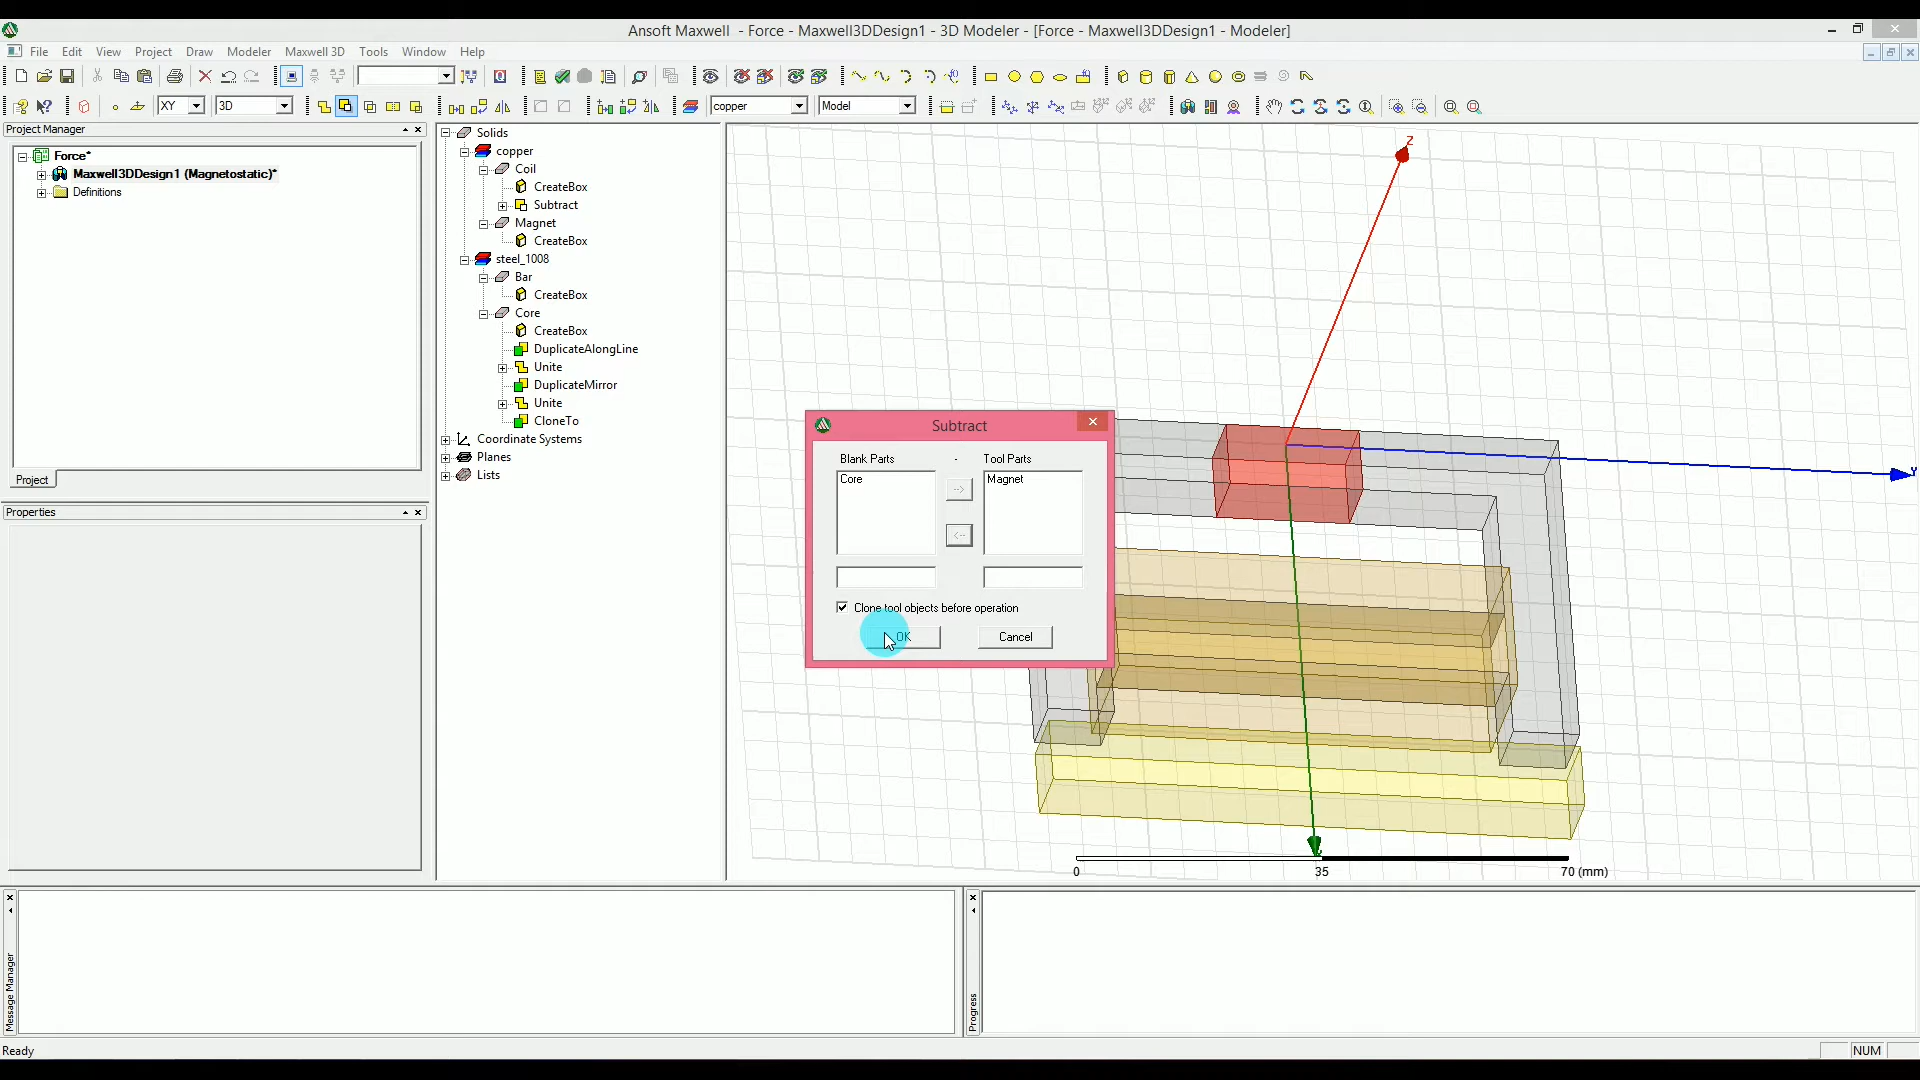 Ansoft Maxwell - Force - Maxwell3DDesign1 - 3D Modeler - [Force - Maxwell3DDesign1 - Modeler]
File Edit View Project Draw Modeler Maxwell 3D Tools Window Help
XY 3D copper Model
Project Manager
Force*
Maxwell3DDesign1 (Magnetostatic)*
Definitions
Project
Properties
Solids
copper
Coil
CreateBox
Subtract
Magnet
CreateBox
steel_1008
Bar
CreateBox
Core
CreateBox
DuplicateAlongLine
Unite
DuplicateMirror
Unite
CloneTo
Coordinate Systems
Planes
Lists
Z
Y
Subtract
Blank Parts - Tool Parts
Core Magnet
-->
<--
Clone tool objects before operation
OK Cancel
0 35 70 (mm)
Message Manager
Progress
Ready
NUM